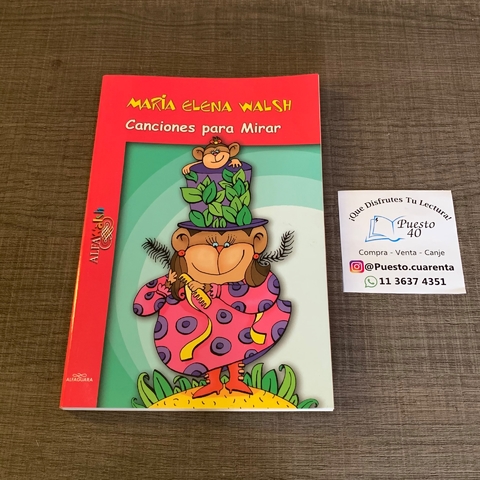 MARIA ELENA WALSH
Canciones para Mirar
ALFAGUARA
¡Que Disfrutes Tu Lectura!
Puesto
40
Compra - Venta - Canje
@Puesto.cuarenta
11 3637 4351